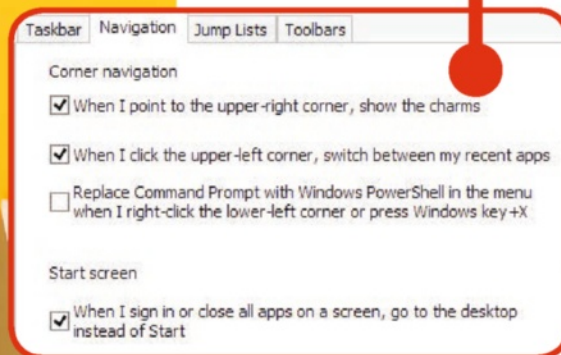 Taskbar Navigation Jump Lists Toolbars
Corner navigation
When I point to the upper-right corner, show the charms
When I click the upper-left corner, switch between my recent apps
Replace Command Prompt with Windows PowerShell in the menu
when I right-click the lower-left corner or press Windows key+X
Start screen
When I sign in or close all apps on a screen, go to the desktop
instead of Start